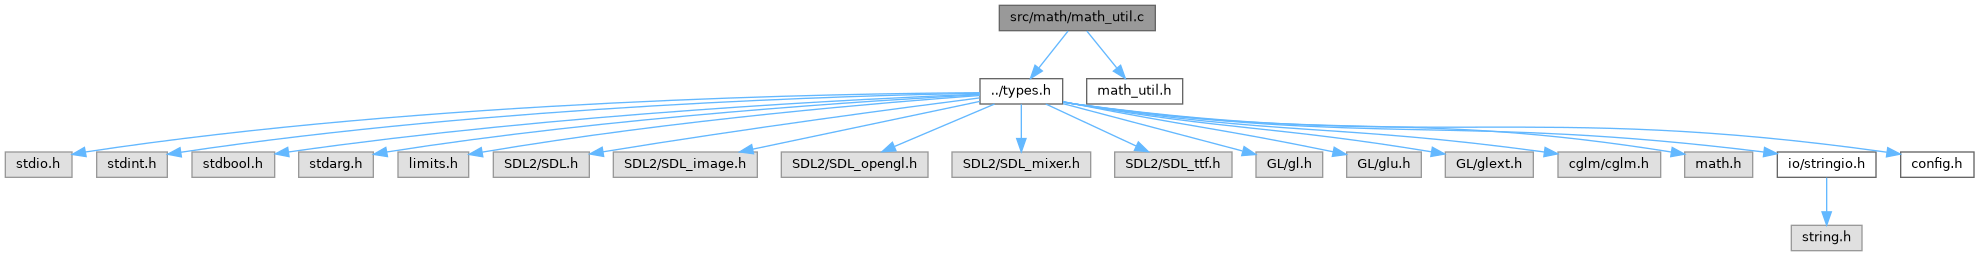 src/math/math_util.c
../types.h
math_util.h
stdio.h
stdint.h
stdbool.h
stdarg.h
limits.h
SDL2/SDL.h
SDL2/SDL_image.h
SDL2/SDL_opengl.h
SDL2/SDL_mixer.h
SDL2/SDL_ttf.h
GL/gl.h
GL/glu.h
GL/glext.h
cglm/cglm.h
math.h
io/stringio.h
config.h
string.h